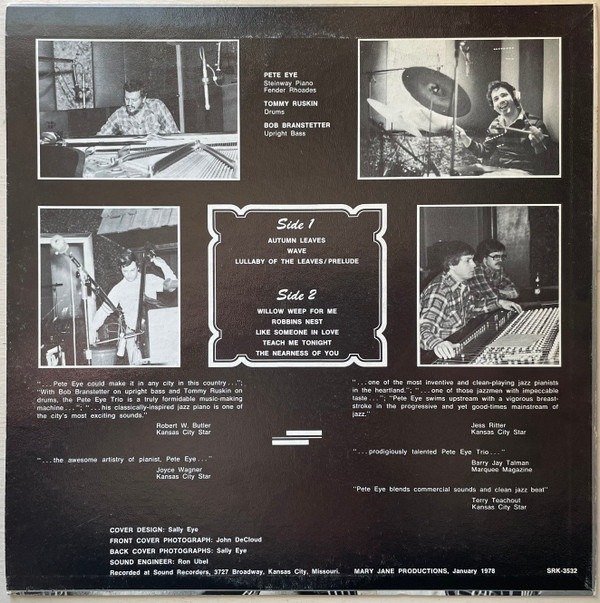 PETE EYE
Steinway Piano
Fender Rhoades
TOMMY RUSKIN
Drums
BOB BRANSTETTER
Upright Bass
Side 1
AUTUMN LEAVES
WAVE
LULLABY OF THE LEAVES/PRELUDE
Side 2
WILLOW WEEP FOR ME
ROBBINS NEST
LIKE SOMEONE IN LOVE
TEACH ME TONIGHT
THE NEARNESS OF YOU
"...Pete Eye could make it in any city in this country...";
"With Bob Branstetter on upright bass and Tommy Ruskin on
drums, the Pete Eye Trio is a truly formidable music-making
machine..."; "...his classically-inspired jazz piano is one of
the city's most exciting sounds."
Robert W. Butler
Kansas City Star
"...the awesome artistry of pianist, Pete Eye..."
Joyce Wagner
Kansas City Star
"...one of the most inventive and clean-playing jazz pianists
in the heartland."; "...one of those jazzmen with impeccable
taste..."; "Pete Eye swims upstream with a vigorous breast-
stroke in the progressive and yet good-times mainstream of
jazz."
Jess Ritter
Kansas City Star
"...prodigiously talented Pete Eye Trio..."
Barry Jay Talman
Marquee Magazine
"Pete Eye blends commercial sounds and clean jazz beat"
Terry Teachout
Kansas City Star
COVER DESIGN: Sally Eye
FRONT COVER PHOTOGRAPH: John DeCloud
BACK COVER PHOTOGRAPHS: Sally Eye
SOUND ENGINEER: Ron Ubel
Recorded at Sound Recorders, 3727 Broadway, Kansas City, Missouri. MARY JANE PRODUCTIONS, January 1978 SRK-3532